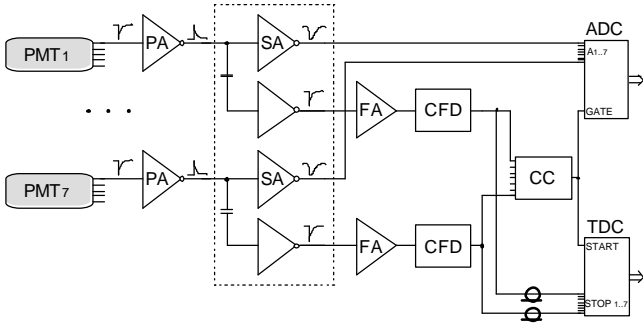 ADC
PMT1
PA
SA
A1..7
FA
CFD
GATE
. . .
PMT7
PA
SA
CC
TDC
FA
CFD
START
STOP 1..7